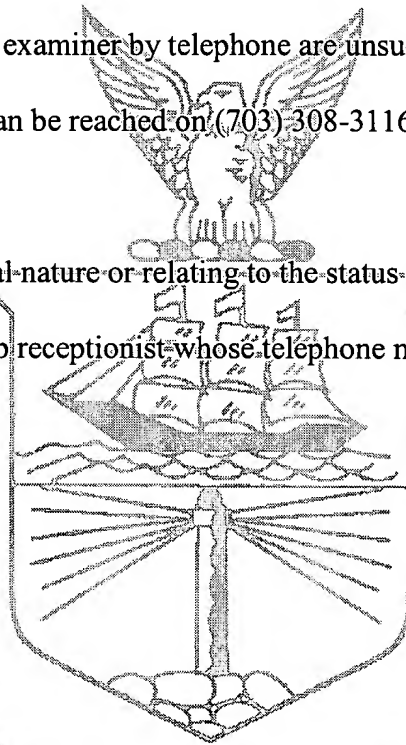 examiner by telephone are unsu
an be reached on (703) 308-3116
al nature or relating to the status
p receptionist whose telephone n